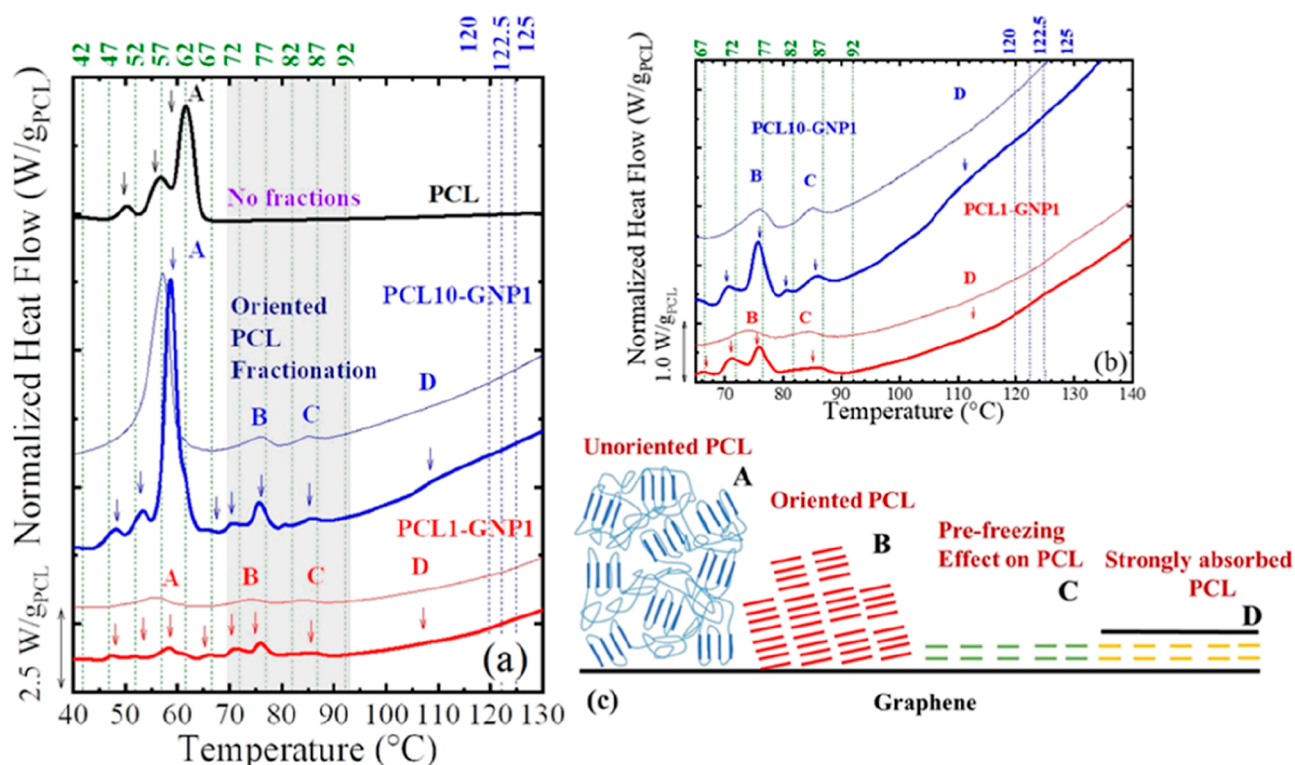 42 47 52 57 62 67 72 77 82 87 92 120 122.5 125
Normalized Heat Flow (W/gPCL)
2.5 W/gPCL
A
No fractions
PCL
A
PCL10-GNP1
Oriented
PCL
Fractionation
B C D
PCL1-GNP1
A B C D
(a)
40 50 60 70 80 90 100 110 120 130
Temperature (°C)
67 72 77 82 87 92 120 122.5 125
Normalized Heat Flow (W/gPCL)
1.0 W/gPCL
D
PCL10-GNP1
B C
PCL1-GNP1
D
B C
(b)
70 80 90 100 110 120 130 140
Temperature (°C)
Unoriented PCL
A
Oriented PCL
B
Pre-freezing
Effect on PCL
C
Strongly absorbed
PCL
D
(c)
Graphene